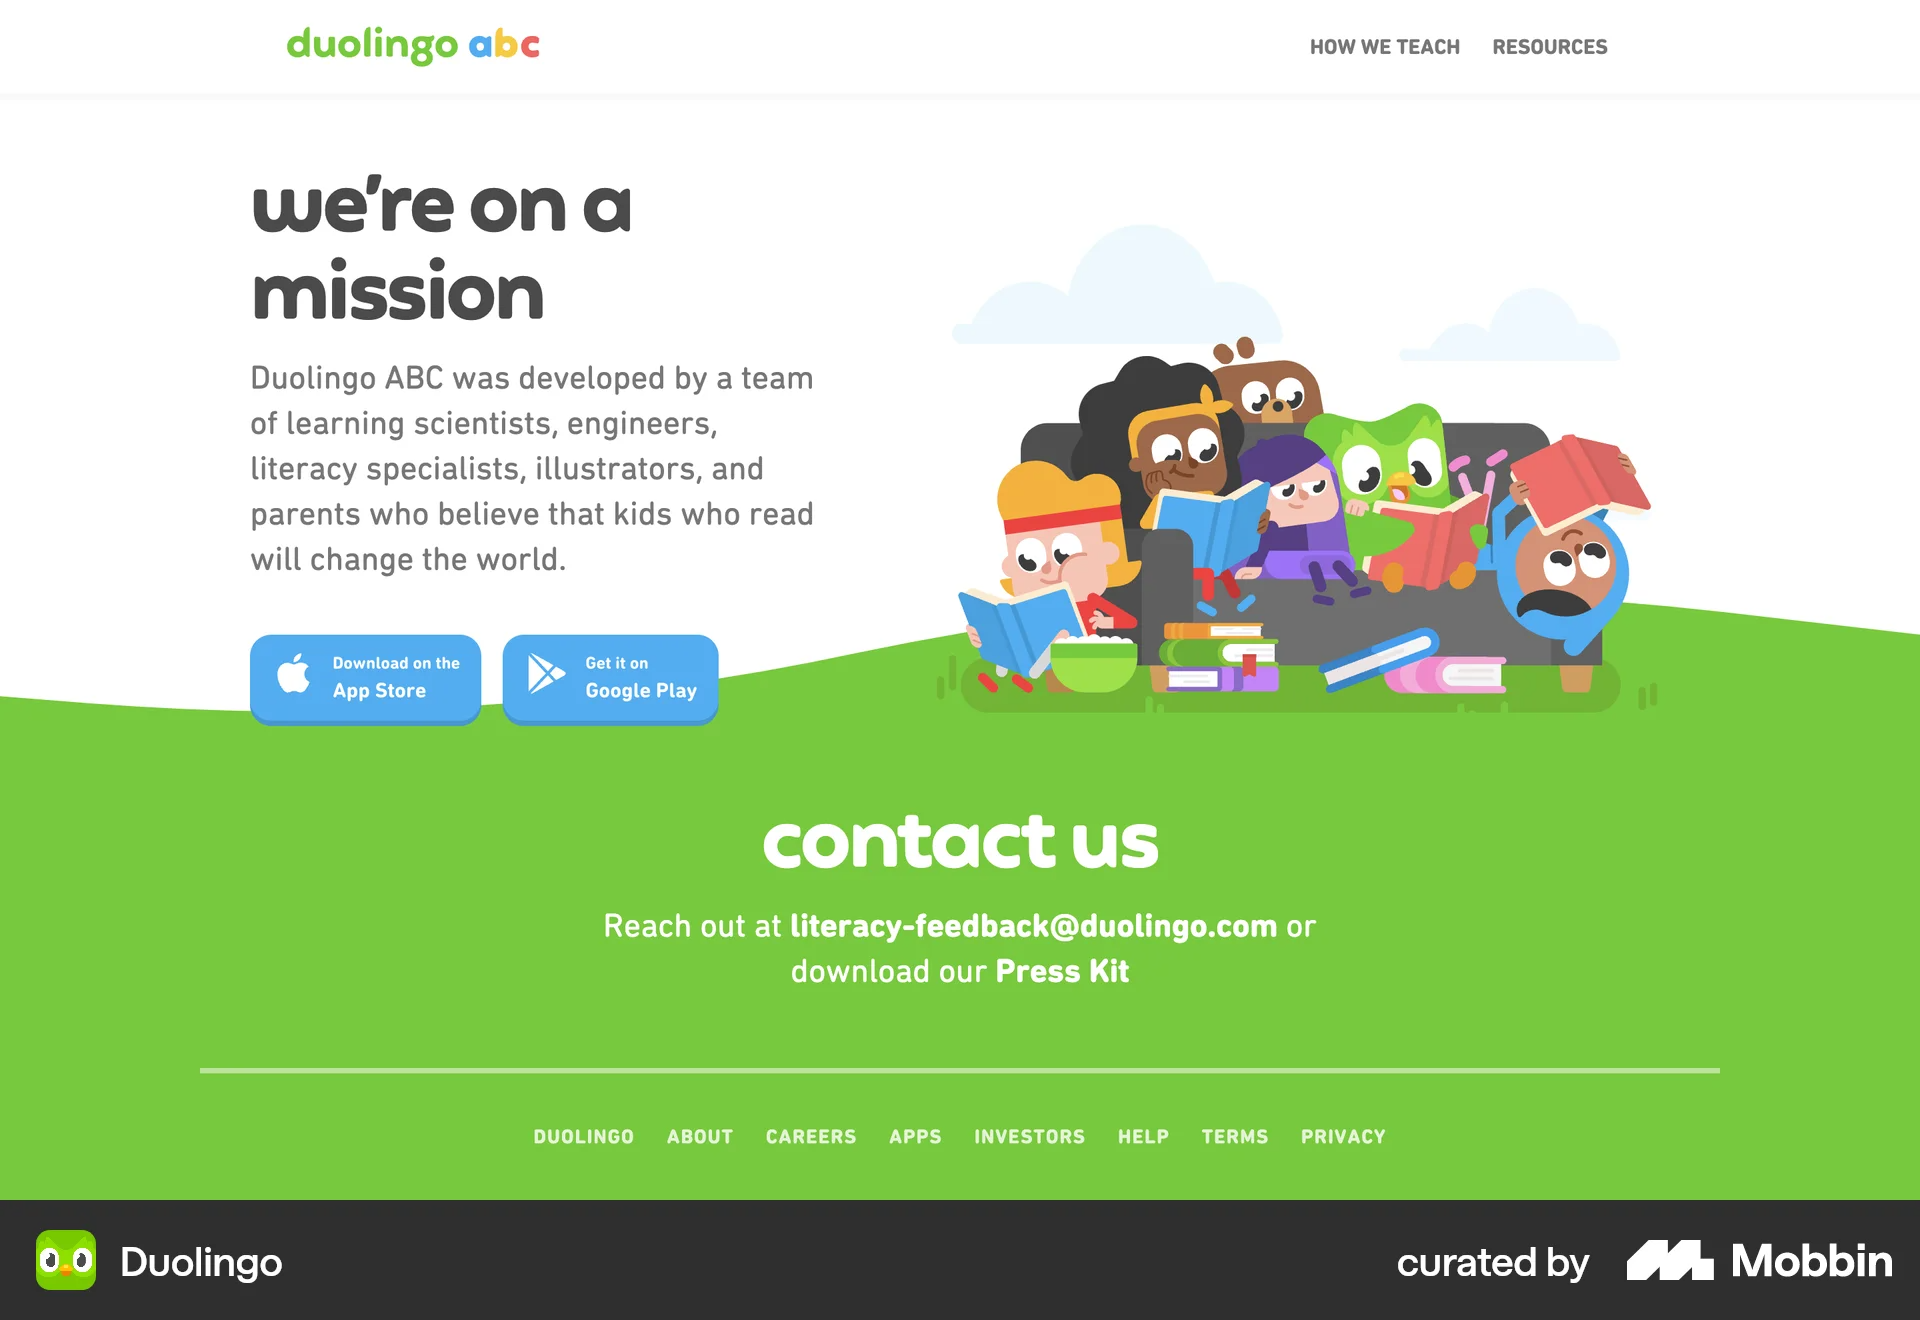 duolingo abc
HOW WE TEACH RESOURCES
we're on a
mission
Duolingo ABC was developed by a team
of learning scientists, engineers,
literacy specialists, illustrators, and
parents who believe that kids who read
will change the world.
Download on the
App Store
Get it on
Google Play
contact us
Reach out at literacy-feedback@duolingo.com or
download our Press Kit
DUOLINGO ABOUT CAREERS APPS INVESTORS HELP TERMS PRIVACY
Duolingo
curated by Mobbin